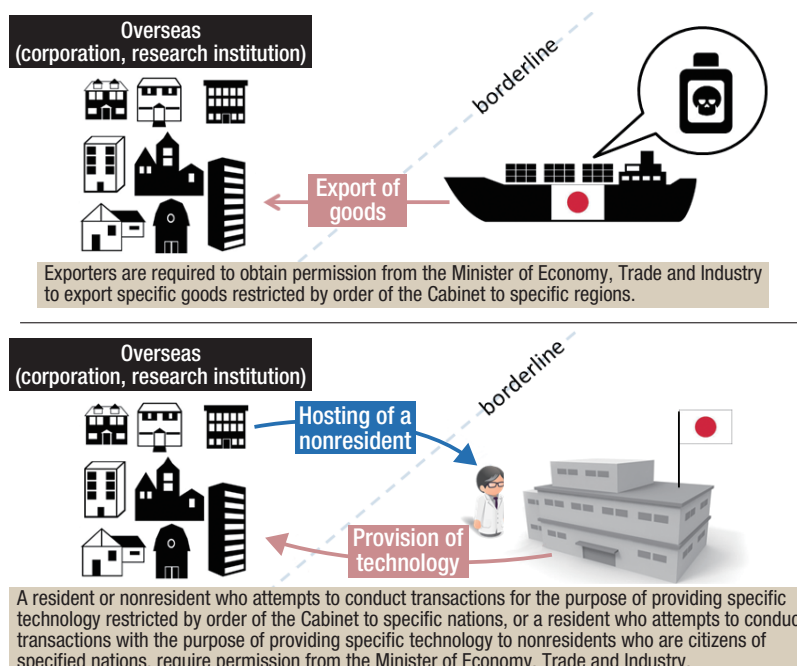 Overseas
(corporation, research institution)
borderline
Export of
goods
Exporters are required to obtain permission from the Minister of Economy, Trade and Industry
to export specific goods restricted by order of the Cabinet to specific regions.
Overseas
(corporation, research institution)
borderline
Hosting of a
nonresident
Provision of
technology
A resident or nonresident who attempts to conduct transactions for the purpose of providing specific
technology restricted by order of the Cabinet to specific nations, or a resident who attempts to conduc
transactions with the purpose of providing specific technology to nonresidents who are citizens of
specified nations, require permission from the Minister of Economy, Trade and Industry.